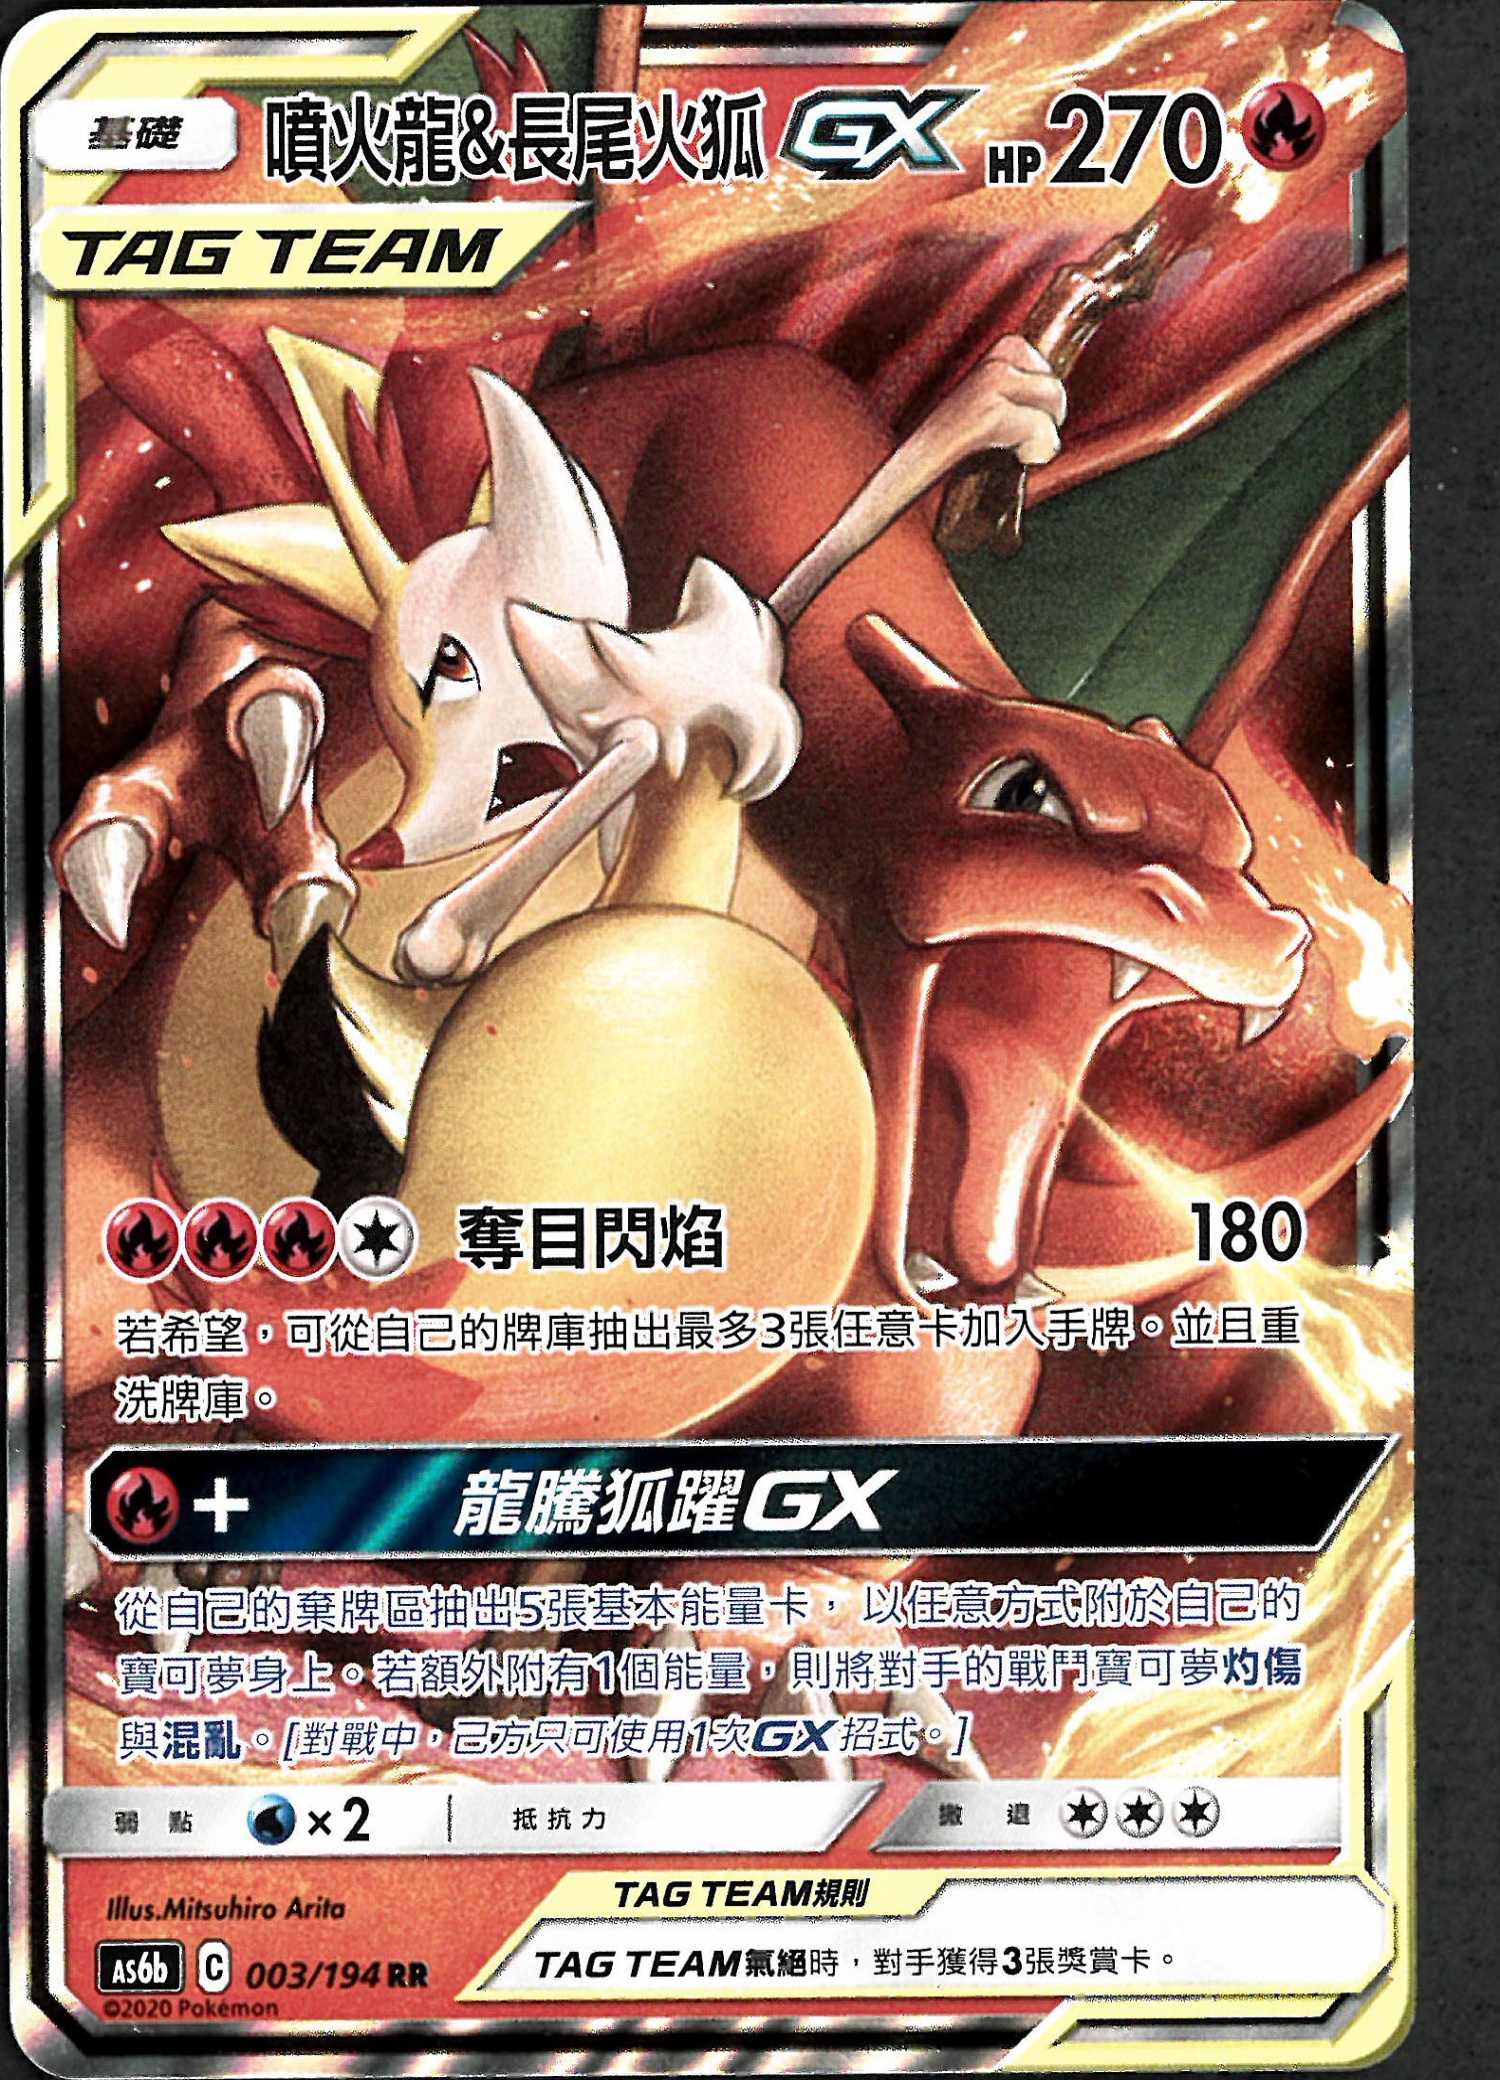 基礎
噴火龍&長尾火狐GX HP270
TAG TEAM
奪目閃焰 180
若希望，可從自己的牌庫抽出最多3張任意卡加入手牌。並且重
洗牌庫。
+ 龍騰狐躍GX
從自己的棄牌區抽出5張基本能量卡，以任意方式附於自己的
寶可夢身上。若額外附有1個能量，則將對手的戰鬥寶可夢灼傷
與混亂。[對戰中，己方只可使用1次GX招式。]
弱點 ×2 抵抗力 撤退
Illus.Mitsuhiro Arita
TAG TEAM規則
TAG TEAM氣絕時，對手獲得3張獎賞卡。
AS6b C 003/194 RR
©2020 Pokémon